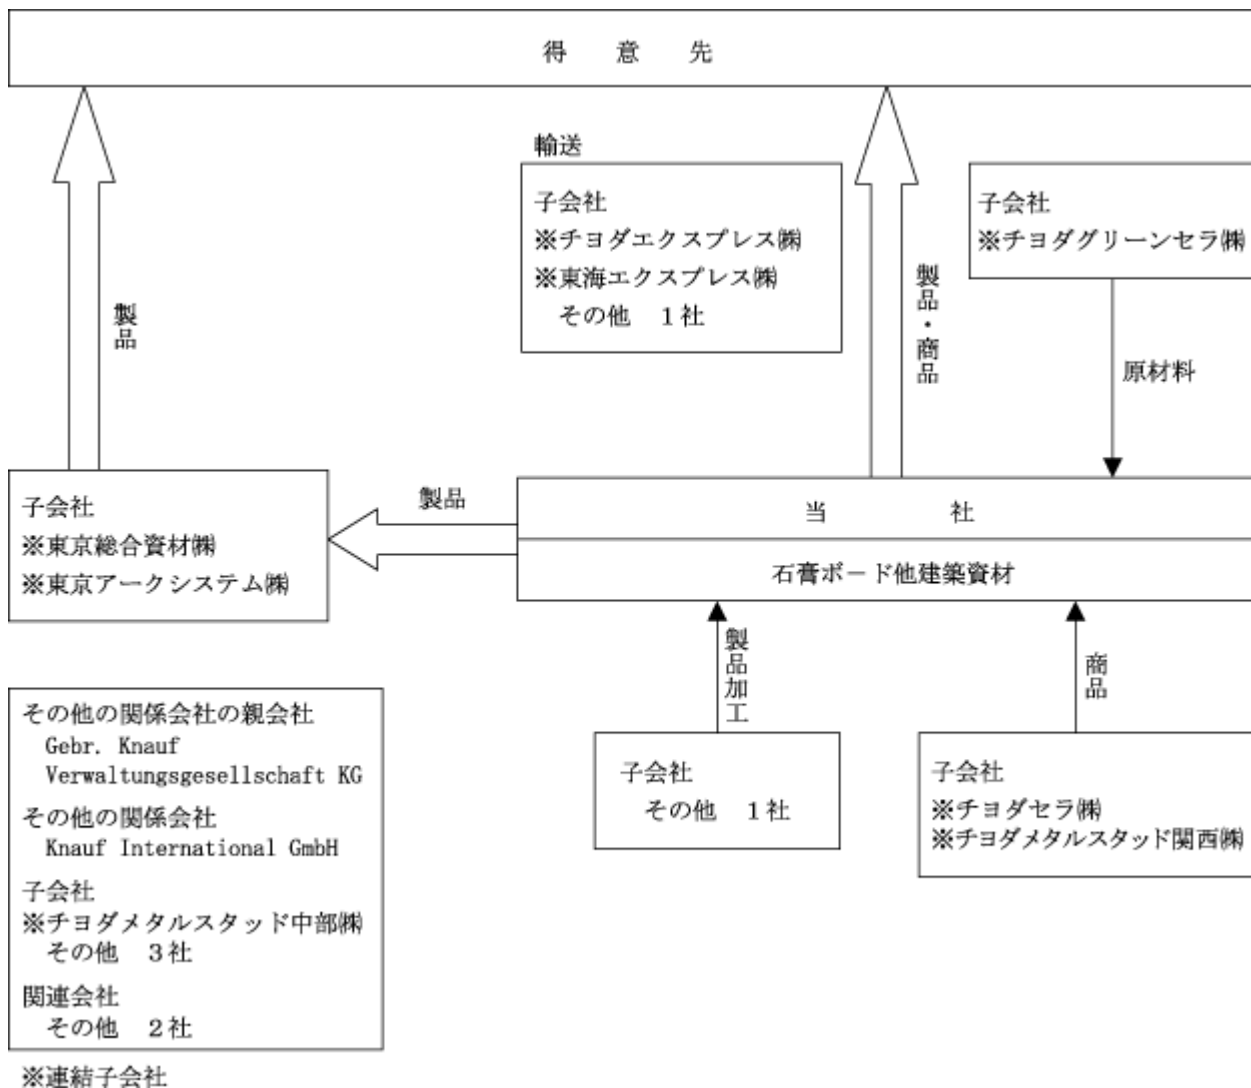 得　意　先
輸送
子会社
※チヨダエクスプレス㈱
※東海エクスプレス㈱
その他　１社
子会社
※チヨダグリーンセラ㈱
製品
製品・商品
原材料
子会社
※東京総合資材㈱
※東京アークシステム㈱
製品
当　社
石膏ボード他建築資材
製品加工
商品
子会社
その他　１社
子会社
※チヨダセラ㈱
※チヨダメタルスタッド関西㈱
その他の関係会社の親会社
Gebr. Knauf
Verwaltungsgesellschaft KG
その他の関係会社
Knauf International GmbH
子会社
※チヨダメタルスタッド中部㈱
その他　３社
関連会社
その他　２社
※連結子会社